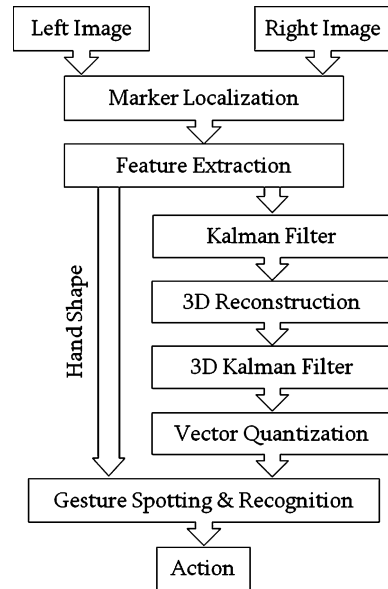 Left Image
Right Image
Marker Localization
Feature Extraction
Hand Shape
Kalman Filter
3D Reconstruction
3D Kalman Filter
Vector Quantization
Gesture Spotting & Recognition
Action